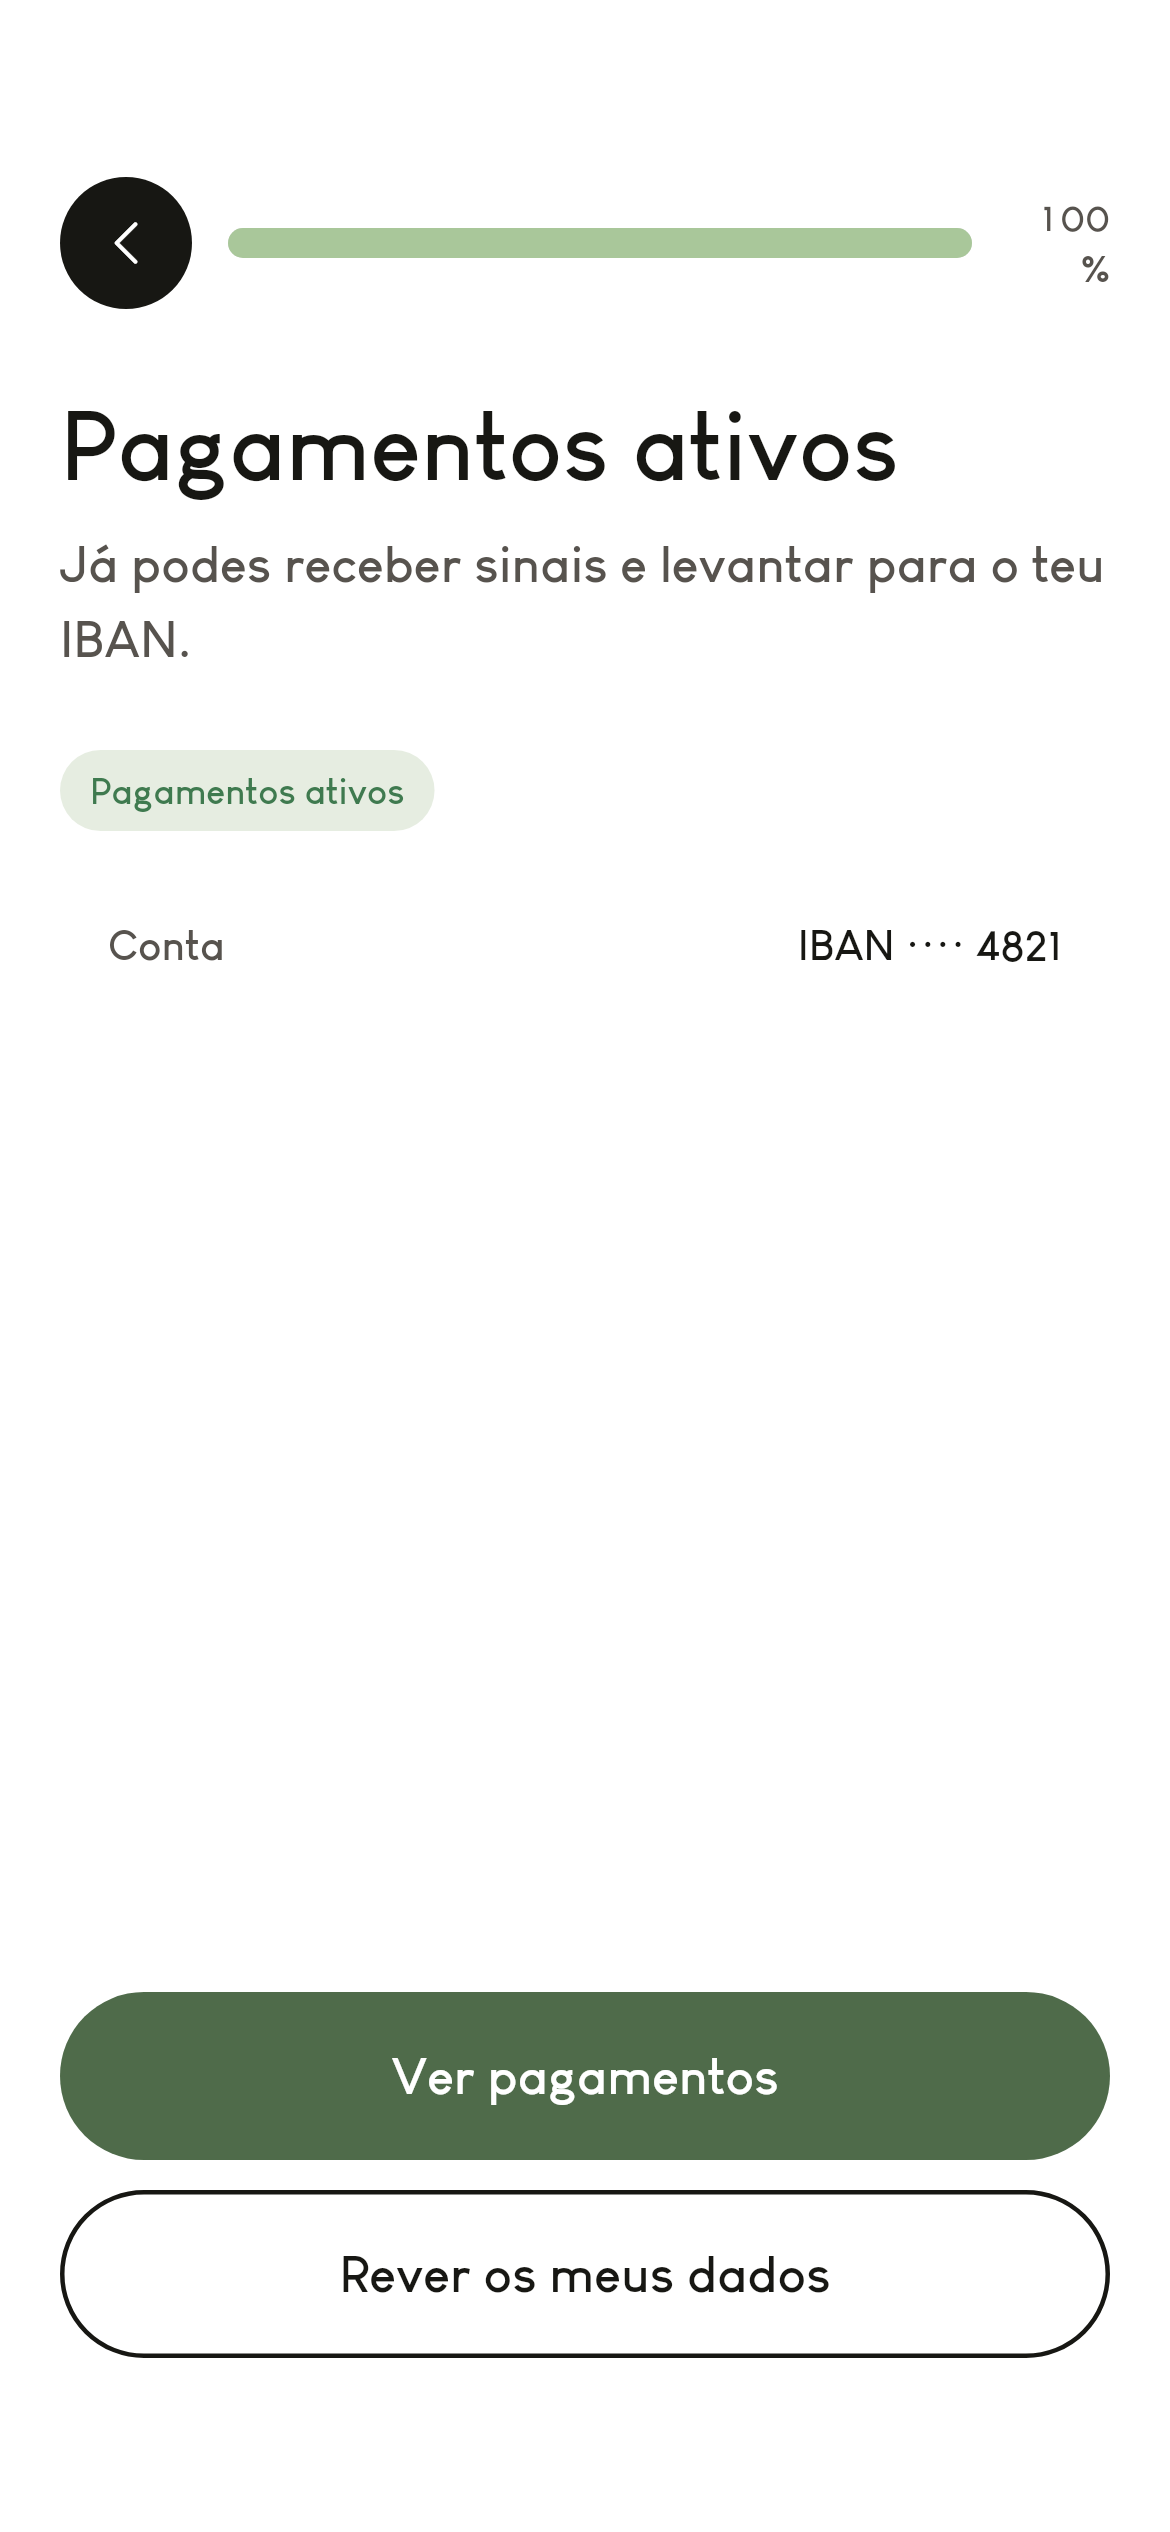 100
%
Pagamentos ativos
Já podes receber sinais e levantar para o teu
IBAN.
Pagamentos ativos
Conta
IBAN ···· 4821
Ver pagamentos
Rever os meus dados